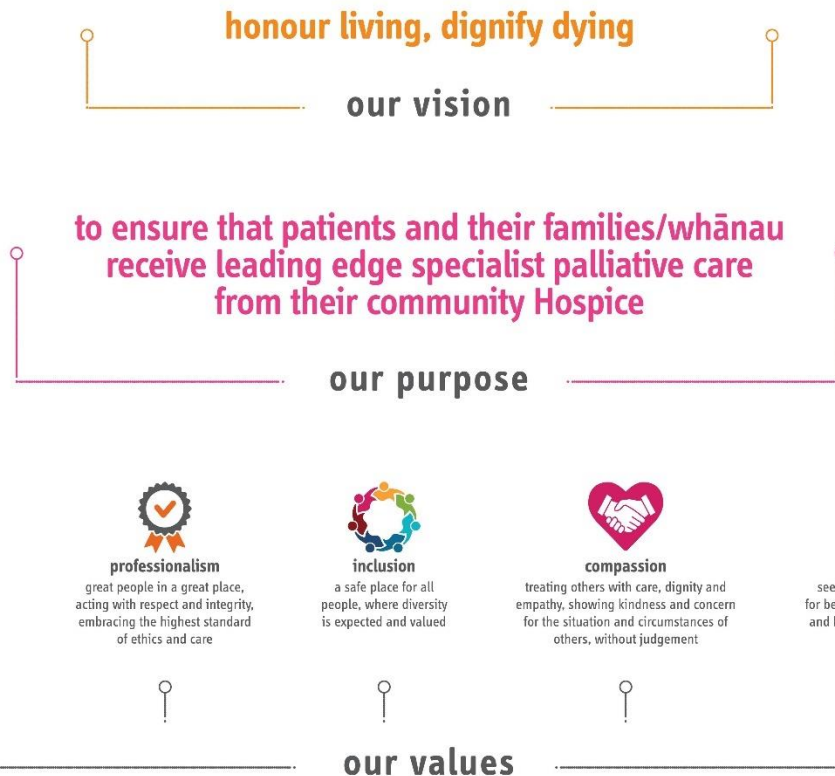 honour living, dignify dying
our vision
to ensure that patients and their families/whānau
receive leading edge specialist palliative care
from their community Hospice
our purpose
professionalism
great people in a great place,
acting with respect and integrity,
embracing the highest standard
of ethics and care
inclusion
a safe place for all
people, where diversity
is expected and valued
compassion
treating others with care, dignity and
empathy, showing kindness and concern
for the situation and circumstances of
others, without judgement
see
for be
and
our values